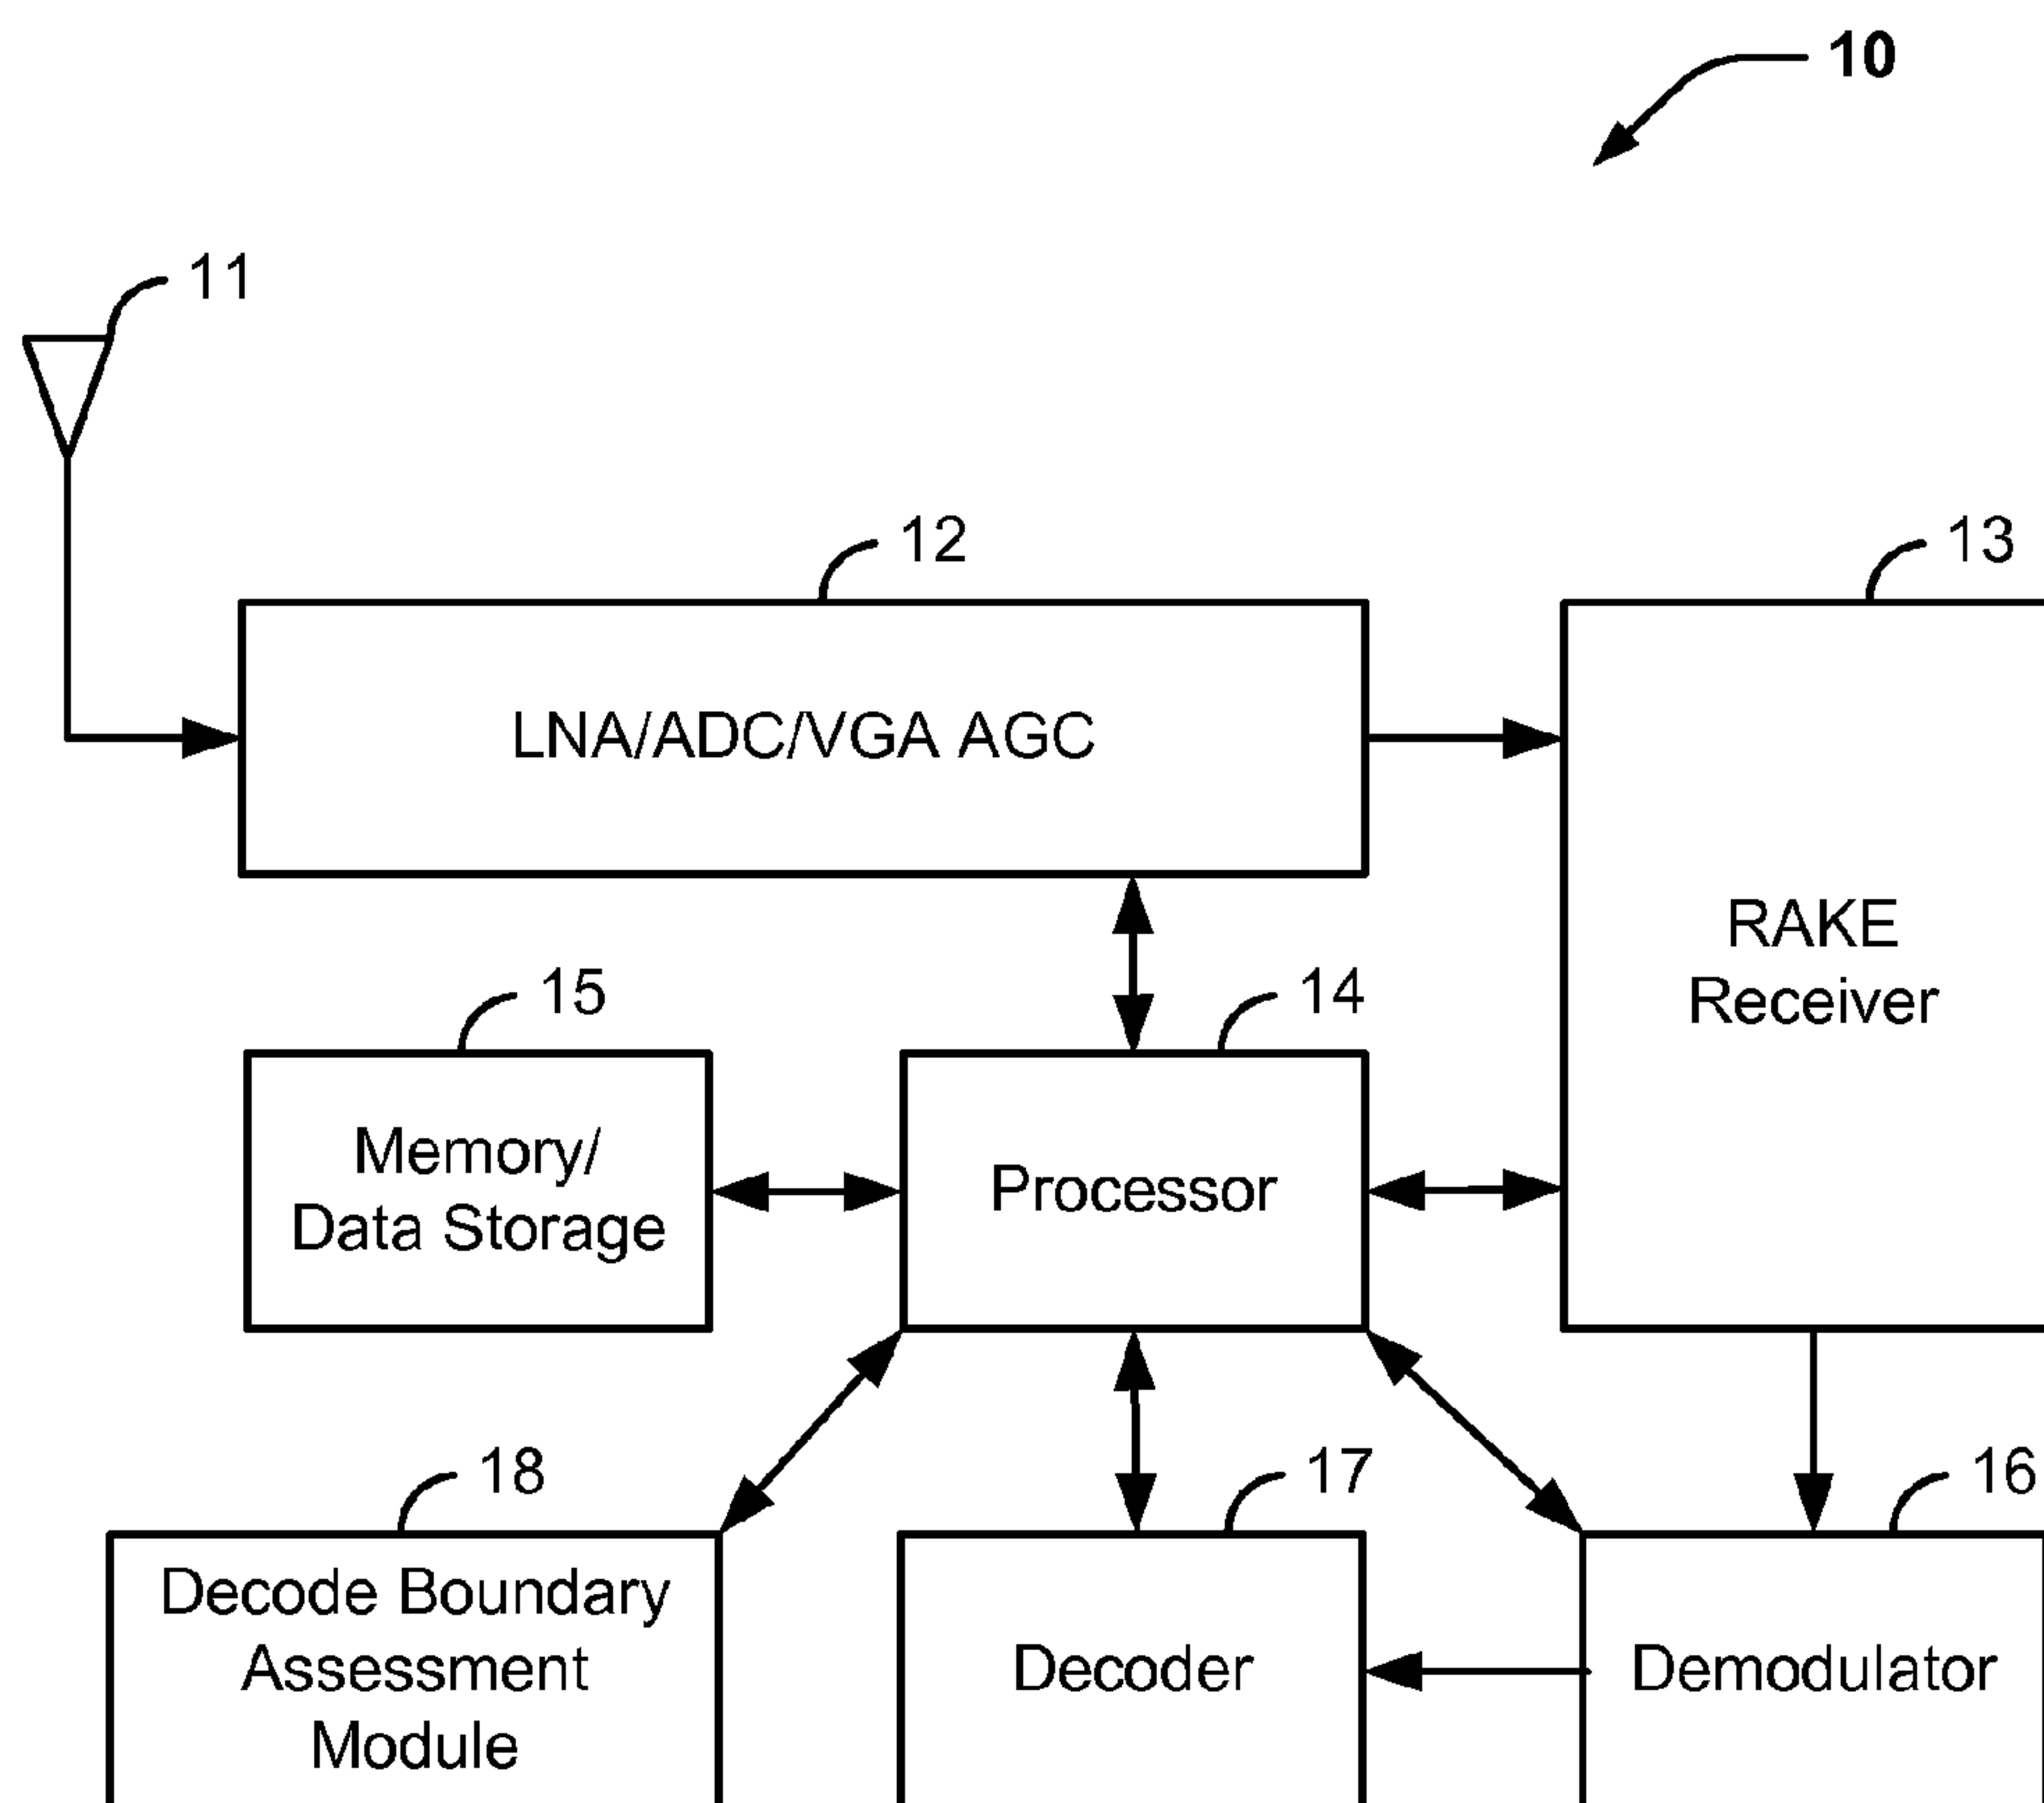 10
11
12
13
LNA/ADC/VGA AGC
RAKE
Receiver
15
14
Memory/
Data Storage
Processor
18
17
16
Decode Boundary
Assessment
Module
Decoder
Demodulator